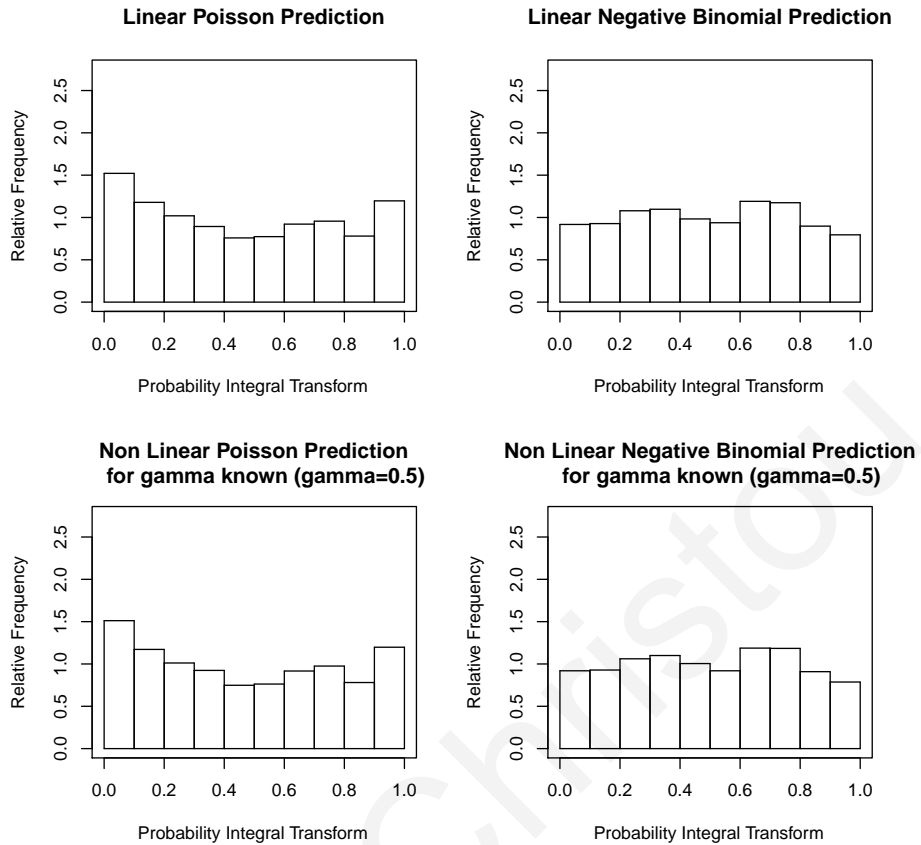 Linear Poisson Prediction
Relative Frequency
2.5
2.0
1.5
1.0
0.5
0.0
0.0 0.2 0.4 0.6 0.8 1.0
Probability Integral Transform
Linear Negative Binomial Prediction
Relative Frequency
2.5
2.0
1.5
1.0
0.5
0.0
0.0 0.2 0.4 0.6 0.8 1.0
Probability Integral Transform
Non Linear Poisson Prediction
for gamma known (gamma=0.5)
Relative Frequency
2.5
2.0
1.5
1.0
0.5
0.0
0.0 0.2 0.4 0.6 0.8 1.0
Probability Integral Transform
Non Linear Negative Binomial Prediction
for gamma known (gamma=0.5)
Relative Frequency
2.5
2.0
1.5
1.0
0.5
0.0
0.0 0.2 0.4 0.6 0.8 1.0
Probability Integral Transform
Christou